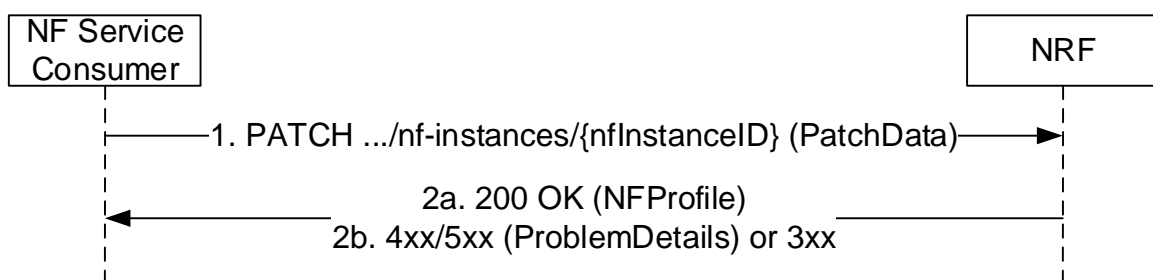 NF Service
Consumer
NRF
1. PATCH .../nf-instances/{nfInstanceID} (PatchData)
2a. 200 OK (NFProfile)
2b. 4xx/5xx (ProblemDetails) or 3xx